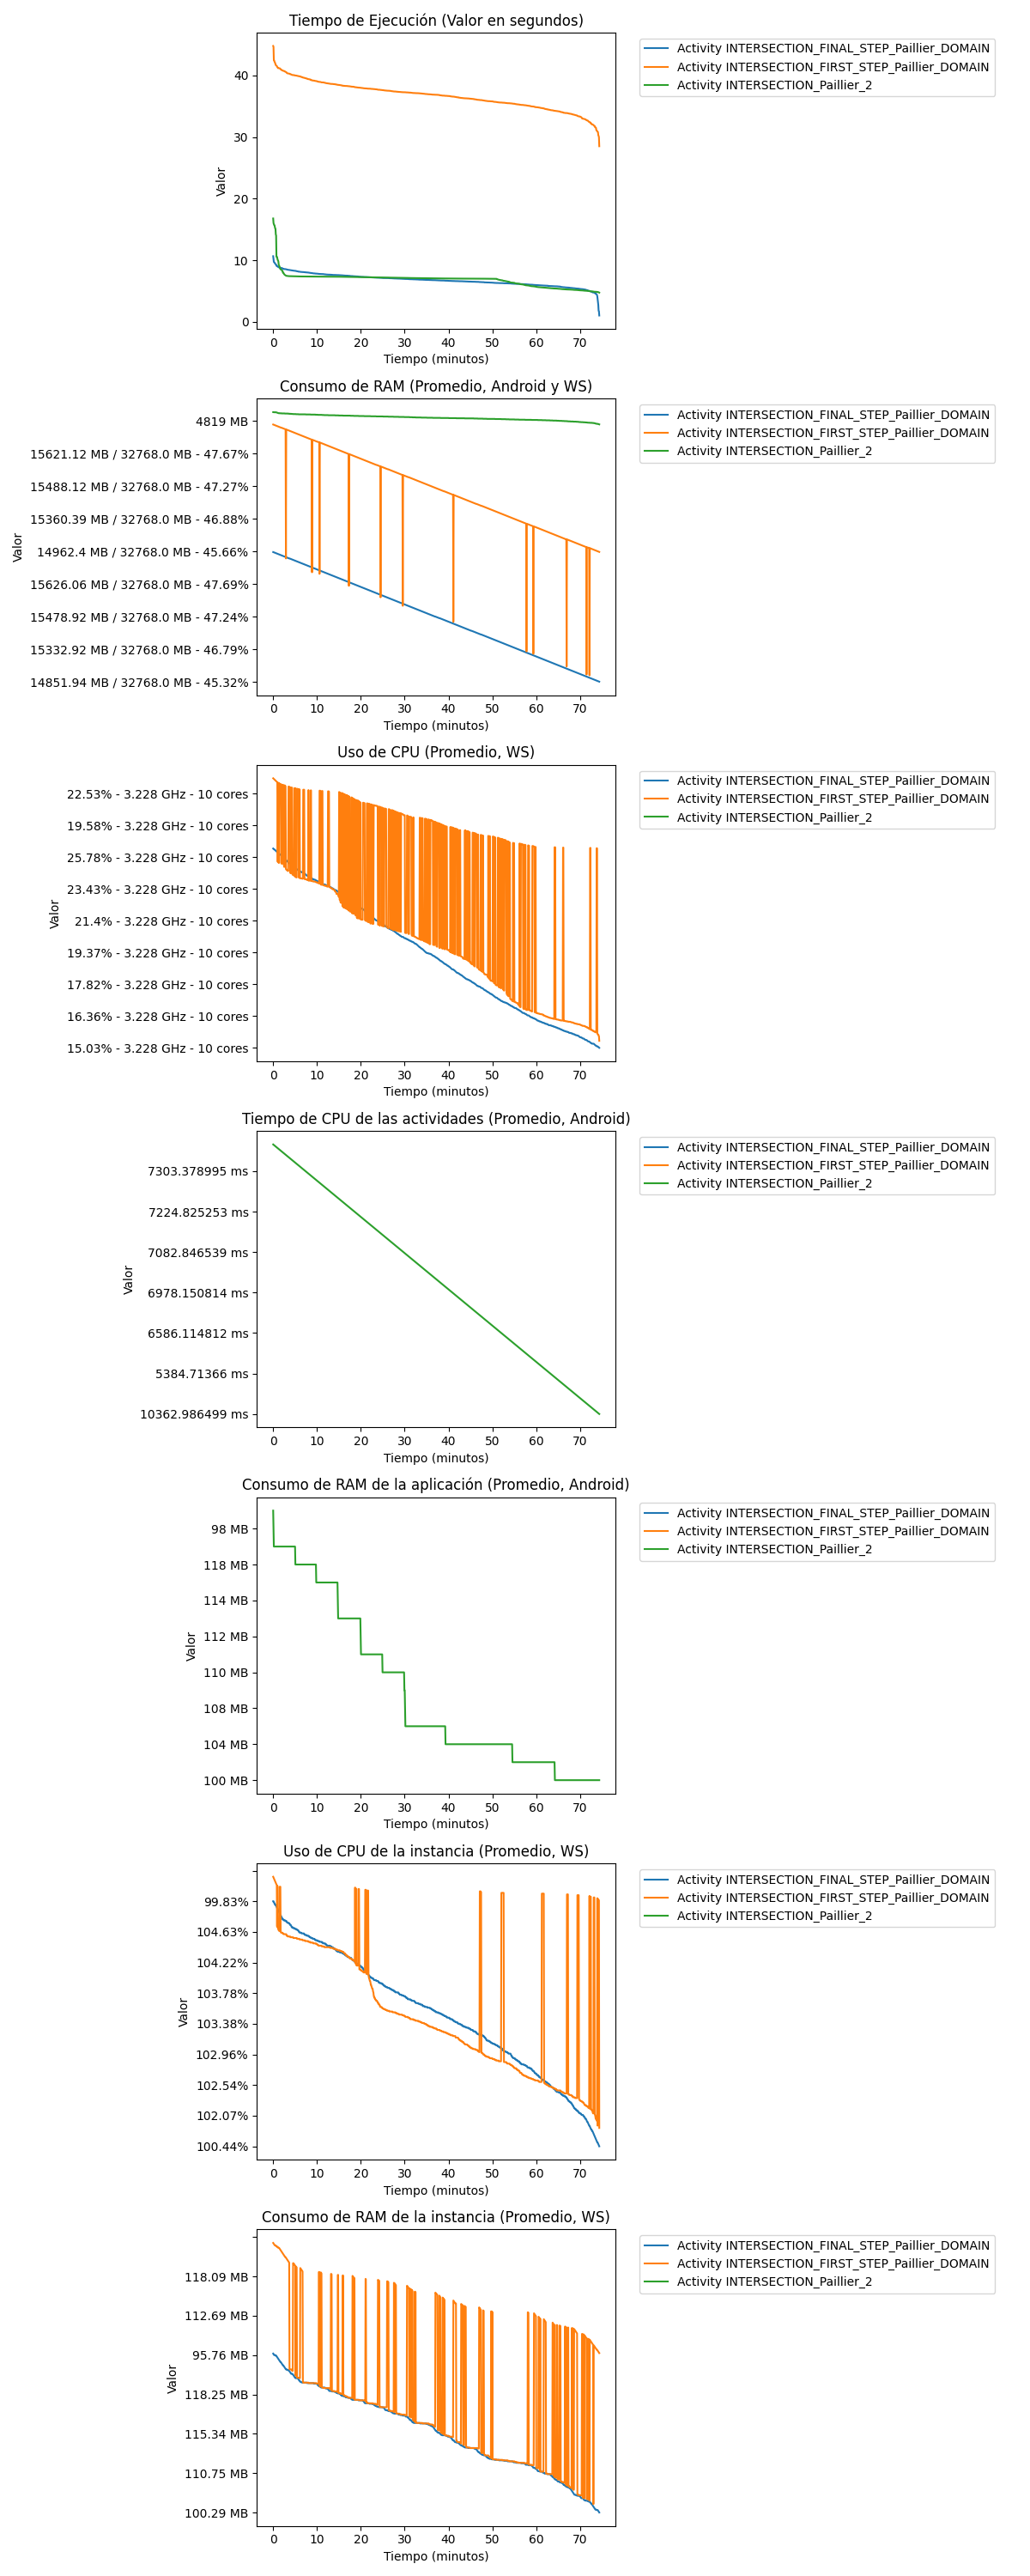 Tiempo de Ejecución (Valor en segundos)
40
30
20
10
0
Valor
0 10 20 30 40 50 60 70
Tiempo (minutos)
Activity INTERSECTION_FINAL_STEP_Paillier_DOMAIN
Activity INTERSECTION_FIRST_STEP_Paillier_DOMAIN
Activity INTERSECTION_Paillier_2
Consumo de RAM (Promedio, Android y WS)
4819 MB
15621.12 MB / 32768.0 MB - 47.67%
15488.12 MB / 32768.0 MB - 47.27%
15360.39 MB / 32768.0 MB - 46.88%
14962.4 MB / 32768.0 MB - 45.66%
15626.06 MB / 32768.0 MB - 47.69%
15478.92 MB / 32768.0 MB - 47.24%
15332.92 MB / 32768.0 MB - 46.79%
14851.94 MB / 32768.0 MB - 45.32%
Valor
0 10 20 30 40 50 60 70
Tiempo (minutos)
Activity INTERSECTION_FINAL_STEP_Paillier_DOMAIN
Activity INTERSECTION_FIRST_STEP_Paillier_DOMAIN
Activity INTERSECTION_Paillier_2
Uso de CPU (Promedio, WS)
22.53% - 3.228 GHz - 10 cores
19.58% - 3.228 GHz - 10 cores
25.78% - 3.228 GHz - 10 cores
23.43% - 3.228 GHz - 10 cores
21.4% - 3.228 GHz - 10 cores
19.37% - 3.228 GHz - 10 cores
17.82% - 3.228 GHz - 10 cores
16.36% - 3.228 GHz - 10 cores
15.03% - 3.228 GHz - 10 cores
Valor
0 10 20 30 40 50 60 70
Tiempo (minutos)
Activity INTERSECTION_FINAL_STEP_Paillier_DOMAIN
Activity INTERSECTION_FIRST_STEP_Paillier_DOMAIN
Activity INTERSECTION_Paillier_2
Tiempo de CPU de las actividades (Promedio, Android)
7303.378995 ms
7224.825253 ms
7082.846539 ms
6978.150814 ms
6586.114812 ms
5384.71366 ms
10362.986499 ms
Valor
0 10 20 30 40 50 60 70
Tiempo (minutos)
Activity INTERSECTION_FINAL_STEP_Paillier_DOMAIN
Activity INTERSECTION_FIRST_STEP_Paillier_DOMAIN
Activity INTERSECTION_Paillier_2
Consumo de RAM de la aplicación (Promedio, Android)
98 MB
118 MB
114 MB
112 MB
110 MB
108 MB
104 MB
100 MB
Valor
0 10 20 30 40 50 60 70
Tiempo (minutos)
Activity INTERSECTION_FINAL_STEP_Paillier_DOMAIN
Activity INTERSECTION_FIRST_STEP_Paillier_DOMAIN
Activity INTERSECTION_Paillier_2
Uso de CPU de la instancia (Promedio, WS)
99.83%
104.63%
104.22%
103.78%
103.38%
102.96%
102.54%
102.07%
100.44%
Valor
0 10 20 30 40 50 60 70
Tiempo (minutos)
Activity INTERSECTION_FINAL_STEP_Paillier_DOMAIN
Activity INTERSECTION_FIRST_STEP_Paillier_DOMAIN
Activity INTERSECTION_Paillier_2
Consumo de RAM de la instancia (Promedio, WS)
118.09 MB
112.69 MB
95.76 MB
118.25 MB
115.34 MB
110.75 MB
100.29 MB
Valor
0 10 20 30 40 50 60 70
Tiempo (minutos)
Activity INTERSECTION_FINAL_STEP_Paillier_DOMAIN
Activity INTERSECTION_FIRST_STEP_Paillier_DOMAIN
Activity INTERSECTION_Paillier_2